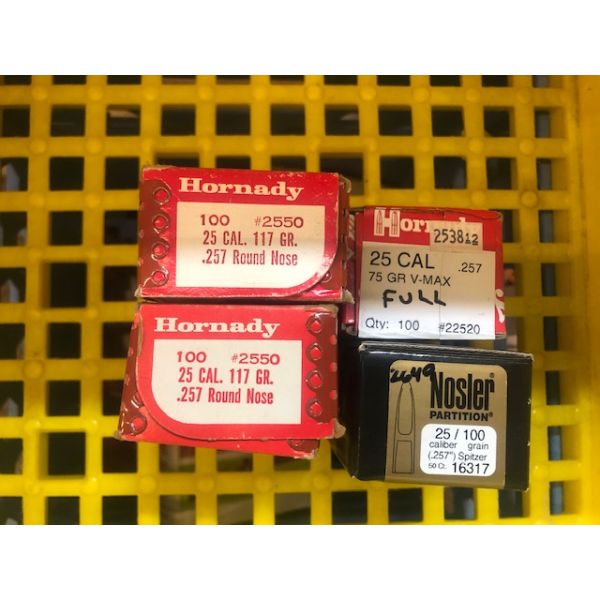 Hornady
100 #2550
25 CAL. 117 GR.
.257 Round Nose
Hornady
100 #2550
25 CAL. 117 GR.
.257 Round Nose
Hornady
253812
25 CAL .257
75 GR V-MAX
FULL
Qty: 100 #22520
2649
Nosler®
PARTITION®
25 / 100
caliber grain
(.257") Spitzer
50 Ct. 16317